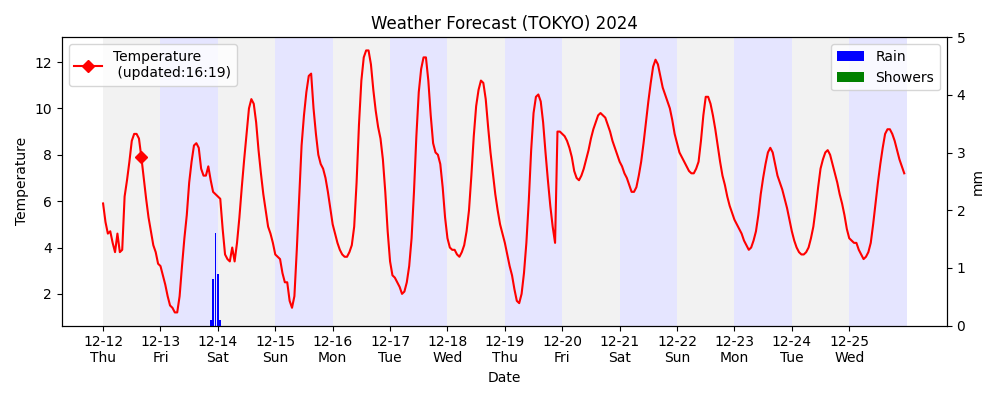 Weather Forecast (TOKYO) 2024
Temperature
(updated:16:19)
Rain
Showers
Temperature
12
10
8
6
4
2
5
4
3
2
1
0
mm
12-12 12-13 12-14 12-15 12-16 12-17 12-18 12-19 12-20 12-21 12-22 12-23 12-24 12-25
Thu Fri Sat Sun Mon Tue Wed Thu Fri Sat Sun Mon Tue Wed
Date